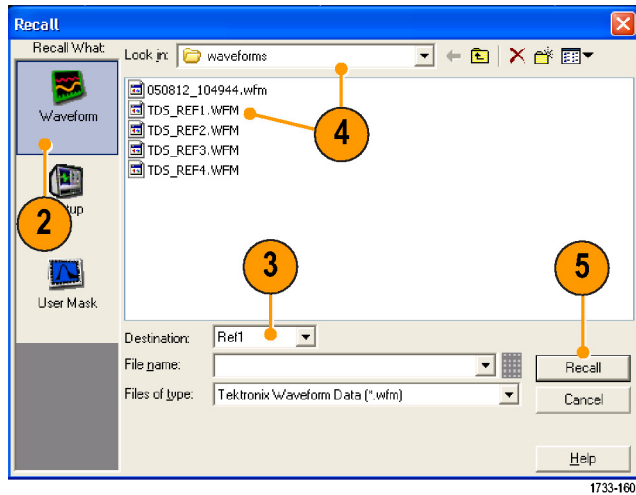 Recall
Recall What:
Look in: waveforms
Waveform
050812_104944.wfm
TDS_REF1.WFM
TDS_REF2.WFM
TDS_REF3.WFM
TDS_REF4.WFM
4
2
3
5
User Mask
Destination: Ref1
File name:
Recall
Files of type: Tektronix Waveform Data (*.wfm)
Cancel
Help
1733-160